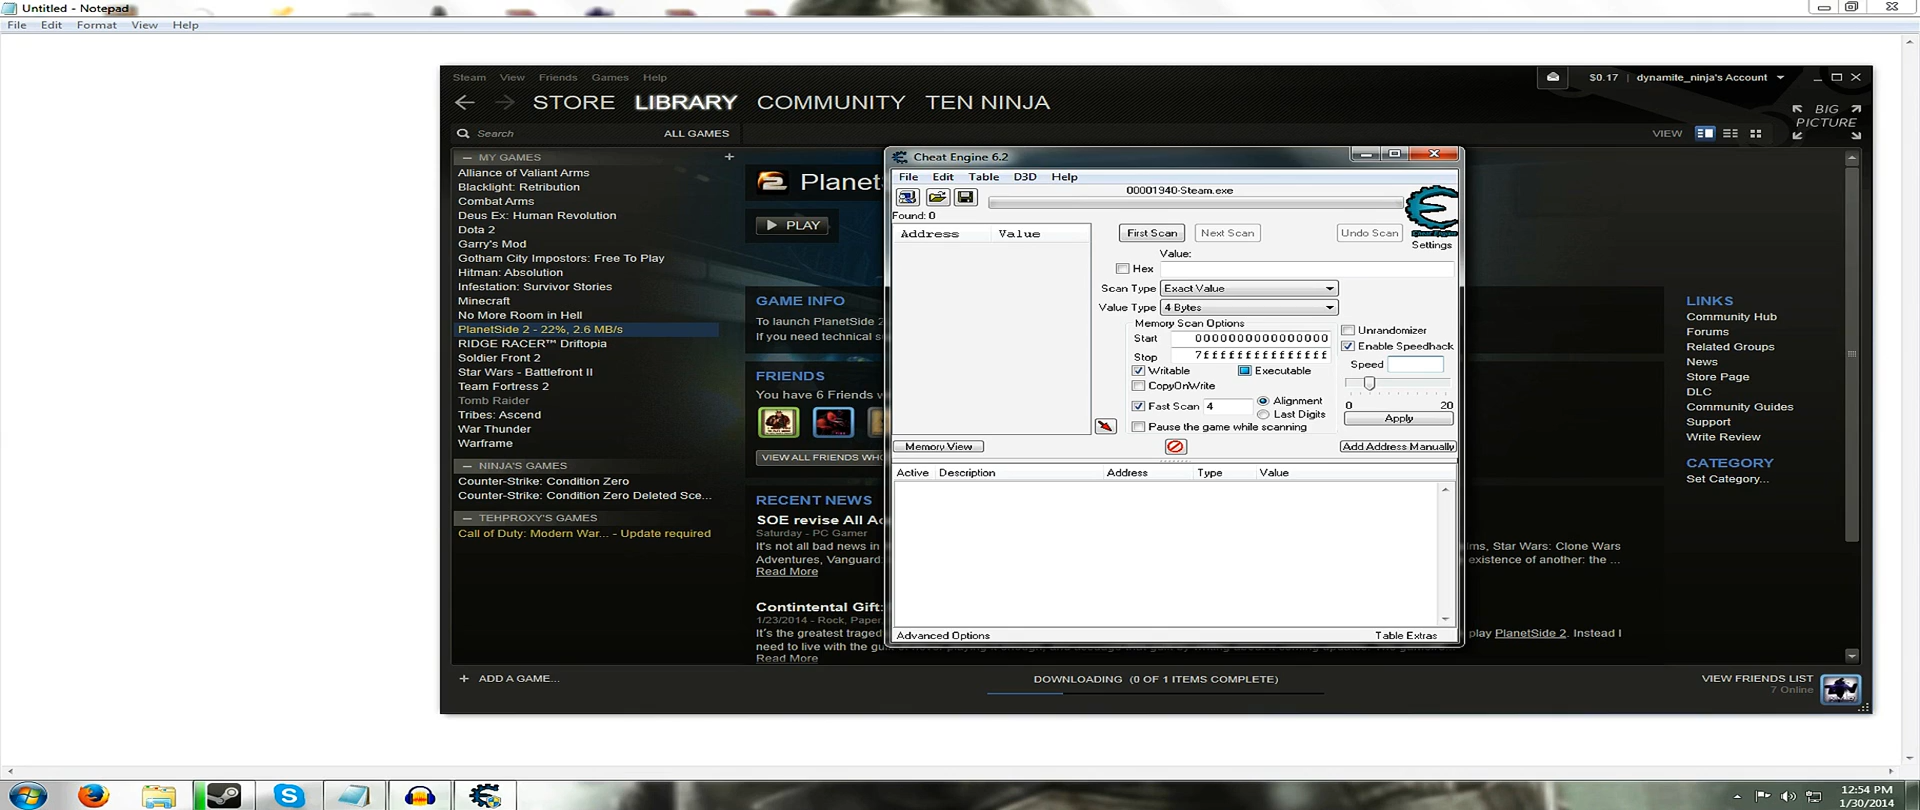 Untitled - Notepad
File Edit Format View Help
Steam View Friends Games Help
$0.17 dynamite_ninja's Account
STORE LIBRARY COMMUNITY TEN NINJA
BIG PICTURE
Search ALL GAMES
VIEW
MY GAMES
Alliance of Valiant Arms
Blacklight: Retribution
Combat Arms
Deus Ex: Human Revolution
Dota 2
Garry's Mod
Gotham City Impostors: Free To Play
Hitman: Absolution
Infestation: Survivor Stories
Minecraft
No More Room in Hell
PlanetSide 2 - 22%, 2.6 MB/s
RIDGE RACER™ Driftopia
Soldier Front 2
Star Wars - Battlefront II
Team Fortress 2
Tomb Raider
Tribes: Ascend
War Thunder
Warframe
NINJA'S GAMES
Counter-Strike: Condition Zero
Counter-Strike: Condition Zero Deleted Sce...
TEHPROXY'S GAMES
Call of Duty: Modern War... - Update required
Planet
PLAY
GAME INFO
To launch PlanetSide 2
If you need technical s
FRIENDS
You have 6 Friends w
VIEW ALL FRIENDS WHO
RECENT NEWS
SOE revise All Ac
Saturday - PC Gamer
It's not all bad news in
Adventures, Vanguard
Read More
ms, Star Wars: Clone Wars
existence of another: the ...
Contintental Gift:
1/23/2014 - Rock, Paper
It's the greatest traged
need to live with the gu
Read More
play PlanetSide 2. Instead I
Cheat Engine 6.2
File Edit Table D3D Help
00001940-Steam.exe
Found: 0
Address Value
First Scan Next Scan Undo Scan
Cheat Engine
Settings
Value:
Hex
Scan Type Exact Value
Value Type 4 Bytes
Memory Scan Options
Start 0000000000000000
Stop 7fffffffffffffff
Writable Executable
CopyOnWrite
Fast Scan 4 Alignment
Last Digits
Pause the game while scanning
Unrandomizer
Enable Speedhack
Speed
0 20
Apply
Memory View Add Address Manually
Active Description Address Type Value
Advanced Options Table Extras
LINKS
Community Hub
Forums
Related Groups
News
Store Page
DLC
Community Guides
Support
Write Review
CATEGORY
Set Category...
ADD A GAME...
DOWNLOADING (0 OF 1 ITEMS COMPLETE)
VIEW FRIENDS LIST
7 Online
12:54 PM
1/30/2014